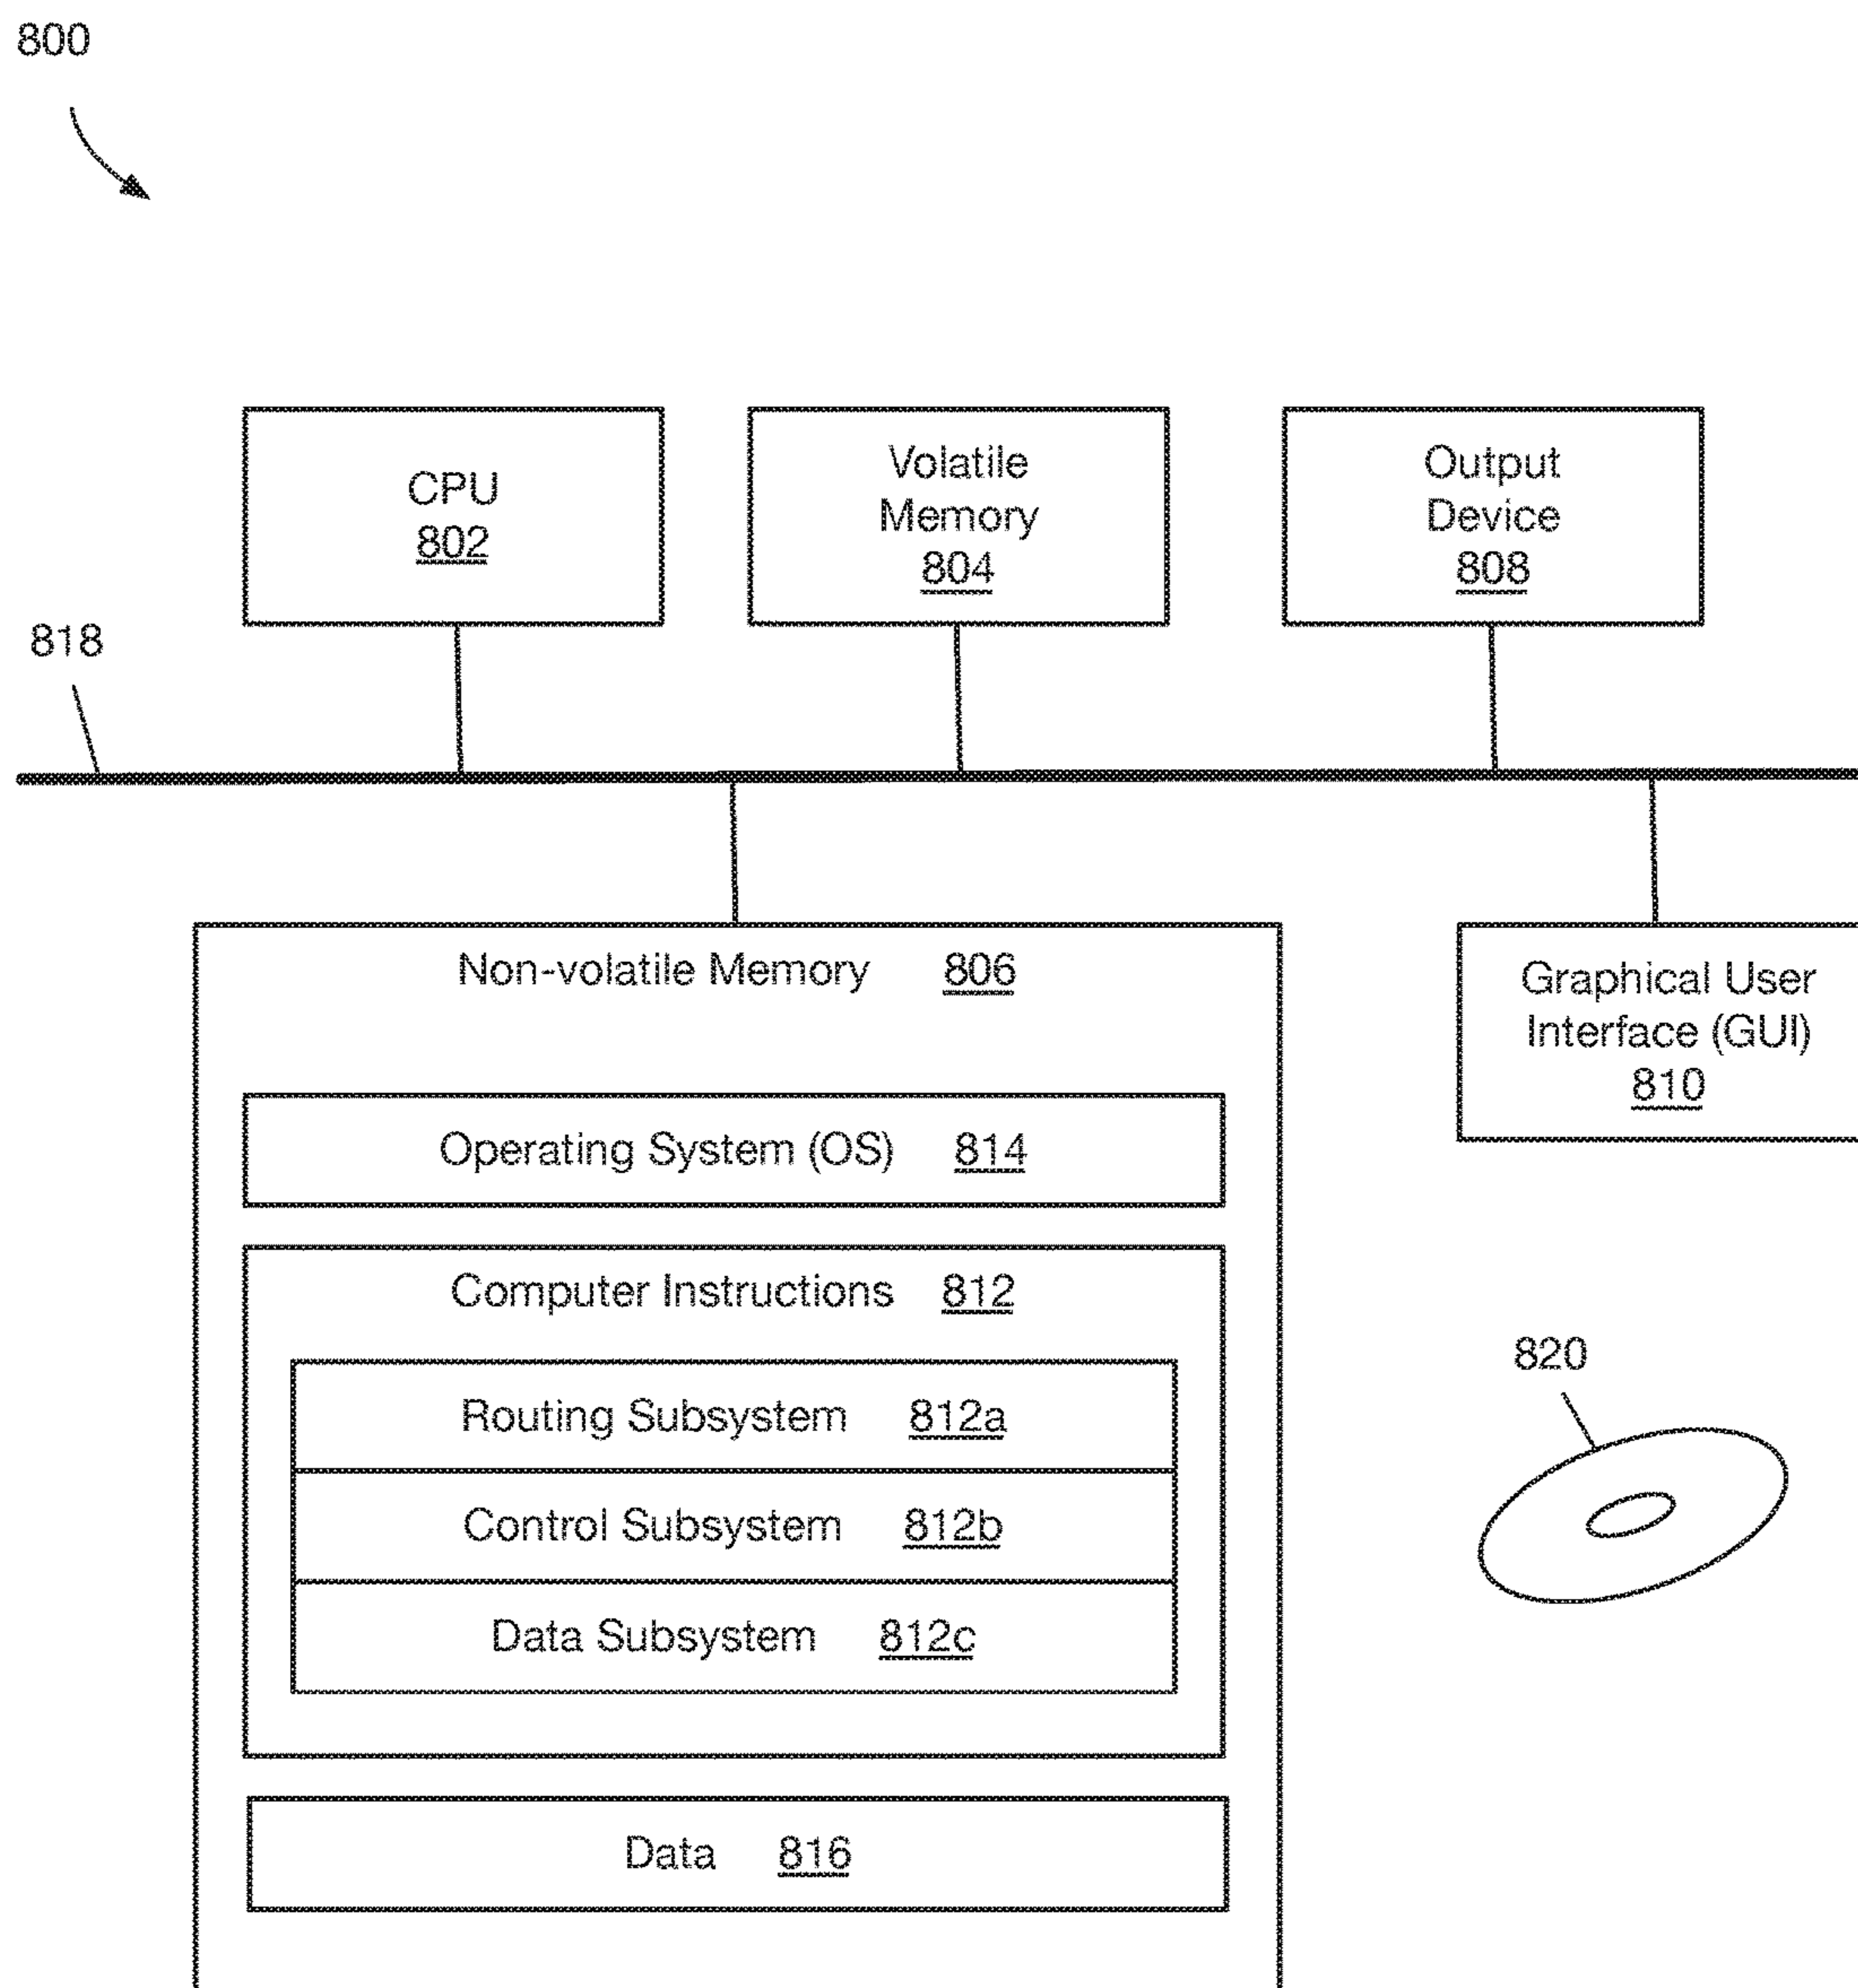 800
CPU
802
Volatile
Memory
804
Output
Device
808
818
Non-volatile Memory 806
Graphical User
Interface (GUI)
810
Operating System (OS) 814
Computer Instructions 812
Routing Subsystem 812a
Control Subsystem 812b
Data Subsystem 812c
820
Data 816